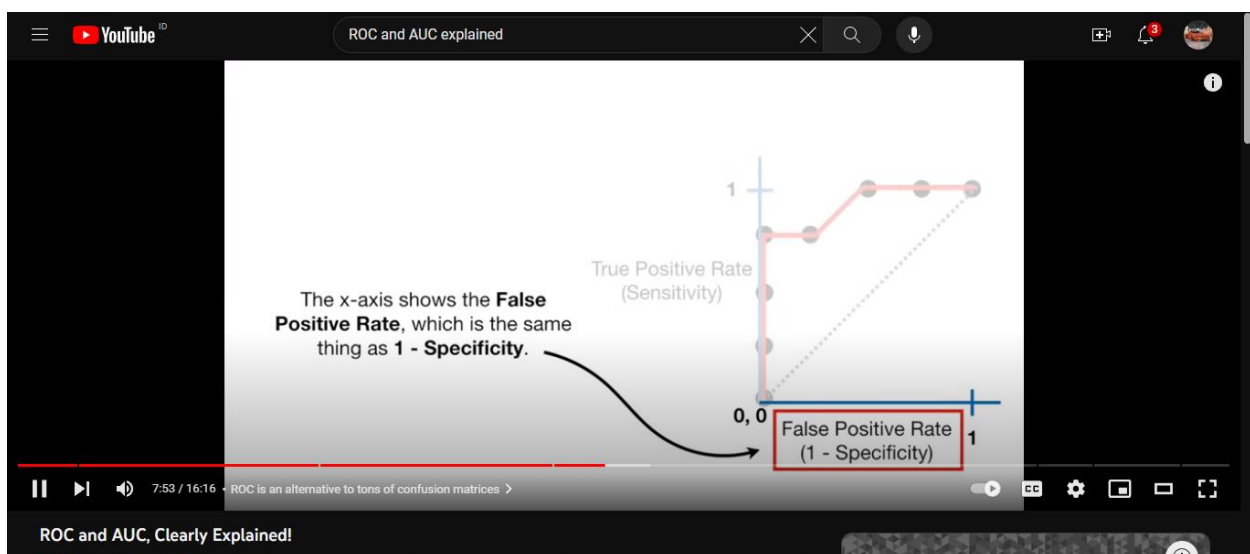 YouTube ID
ROC and AUC explained
3
1
True Positive Rate
(Sensitivity)
The x-axis shows the False
Positive Rate, which is the same
thing as 1 - Specificity.
0, 0
False Positive Rate
(1 - Specificity)
1
7:53 / 16:16 • ROC is an alternative to tons of confusion matrices >
CC
ROC and AUC, Clearly Explained!